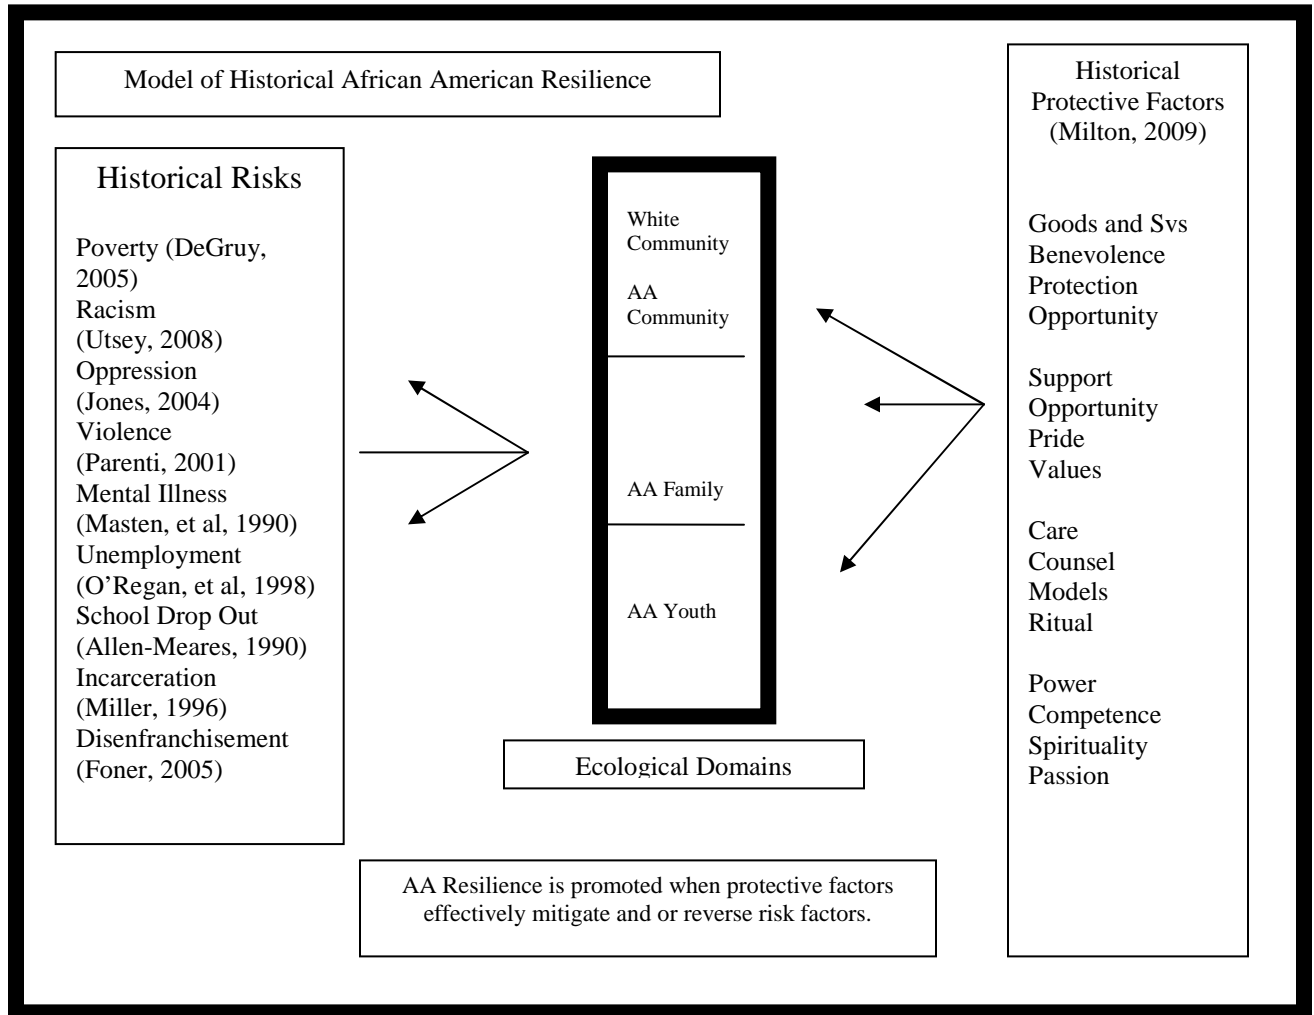 Model of Historical African American Resilience
Historical Risks
Poverty (DeGruy,
2005)
Racism
(Utsey, 2008)
Oppression
(Jones, 2004)
Violence
(Parenti, 2001)
Mental Illness
(Masten, et al, 1990)
Unemployment
(O’Regan, et al, 1998)
School Drop Out
(Allen-Meares, 1990)
Incarceration
(Miller, 1996)
Disenfranchisement
(Foner, 2005)
White
Community
AA
Community
AA Family
AA Youth
Ecological Domains
Historical
Protective Factors
(Milton, 2009)
Goods and Svs
Benevolence
Protection
Opportunity
Support
Opportunity
Pride
Values
Care
Counsel
Models
Ritual
Power
Competence
Spirituality
Passion
AA Resilience is promoted when protective factors
effectively mitigate and or reverse risk factors.